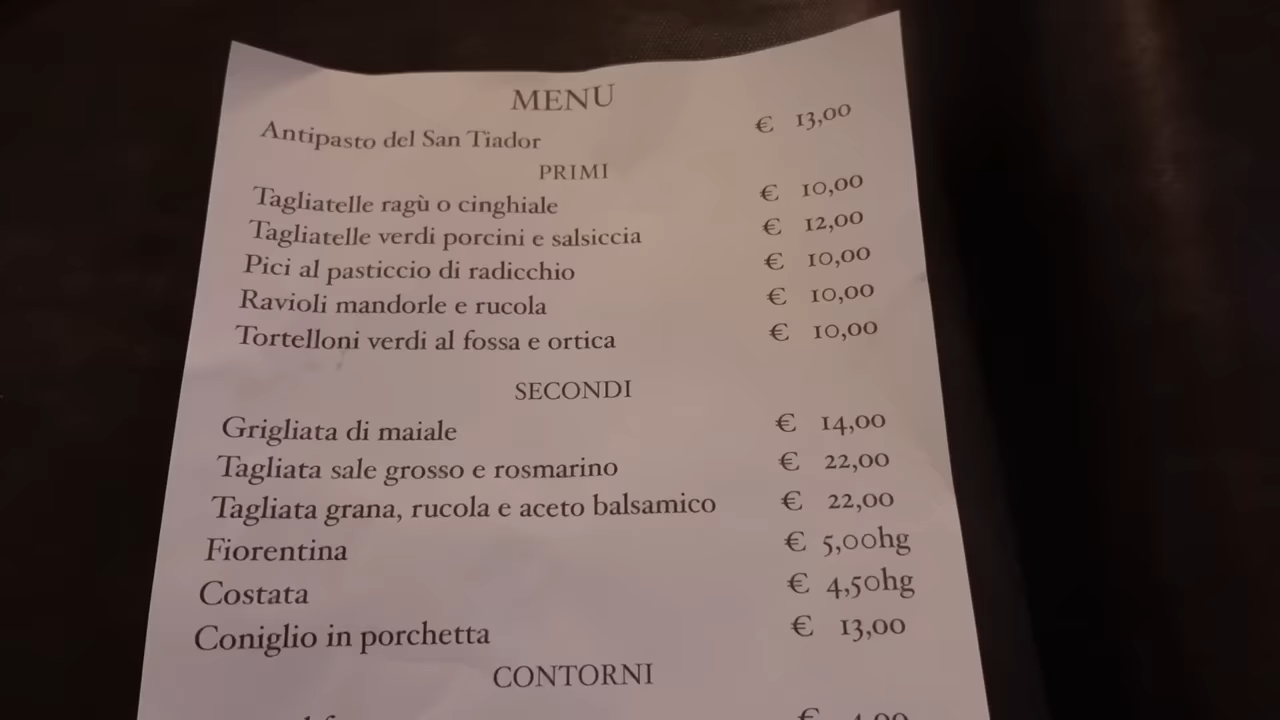 MENU
Antipasto del San Tiador € 13,00
PRIMI
Tagliatelle ragù o cinghiale € 10,00
Tagliatelle verdi porcini e salsiccia € 12,00
Pici al pasticcio di radicchio € 10,00
Ravioli mandorle e rucola € 10,00
Tortelloni verdi al fossa e ortica € 10,00
SECONDI
Grigliata di maiale € 14,00
Tagliata sale grosso e rosmarino € 22,00
Tagliata grana, rucola e aceto balsamico € 22,00
Fiorentina € 5,00hg
Costata € 4,50hg
Coniglio in porchetta € 13,00
CONTORNI